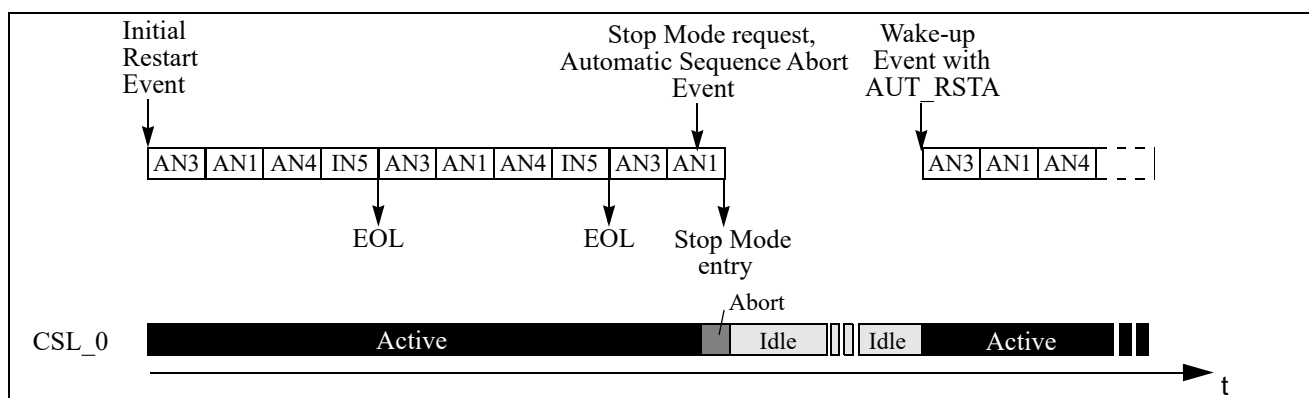 Initial
Restart
Event
Stop Mode request,
Automatic Sequence Abort
Event
Wake-up
Event with
AUT_RSTA
AN3 AN1 AN4 IN5 AN3 AN1 AN4 IN5 AN3 AN1
AN3 AN1 AN4
EOL
EOL
Stop Mode
entry
Abort
CSL_0
Active
Idle
Idle
Active
t